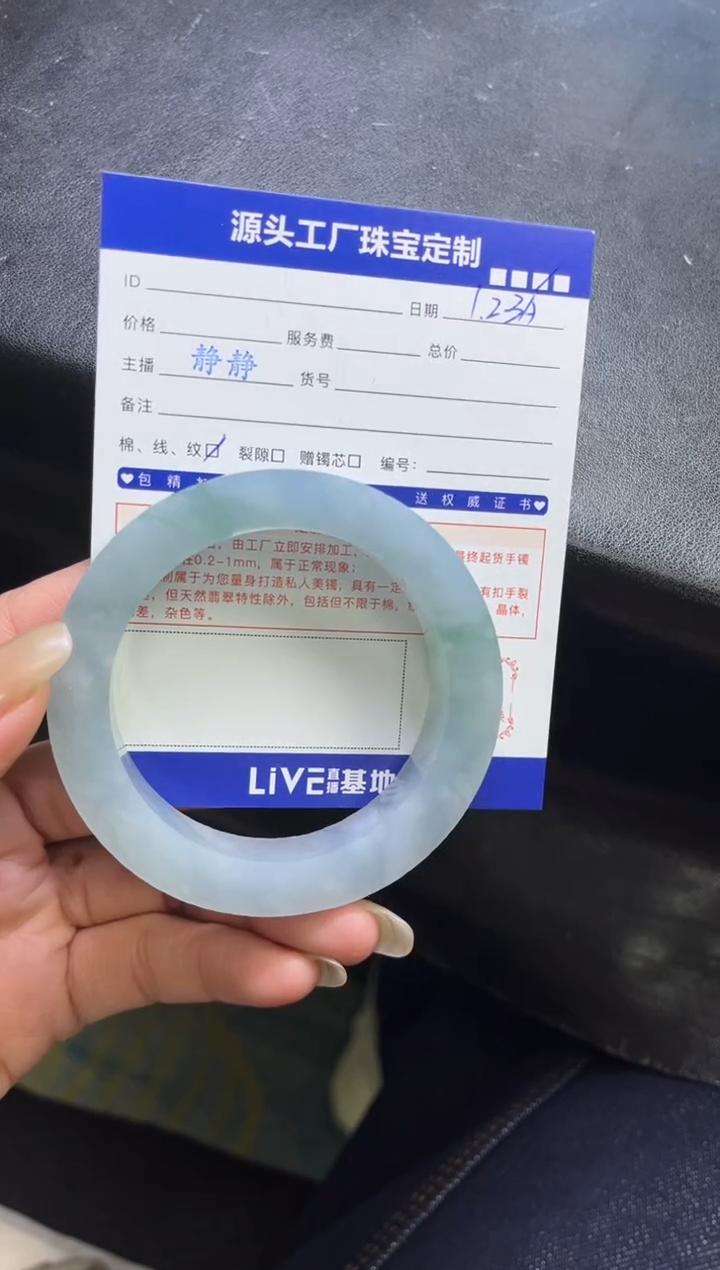 源头工厂珠宝定制
ID 日期 1.23A
价格 服务费 总价
主播 静静 货号
备注
棉、线、纹 裂隙 赠镯芯 编号:
包 精 送 权 威 证 书
由工厂立即安排加工, 最终起货手镯
0.2-1mm,属于正常现象;
制属于为您量身打造私人美镯,具有一定 有扣手裂
但天然翡翠特性除外,包括但不限于棉, 晶体,
差,杂色等。
LiVE直播基地